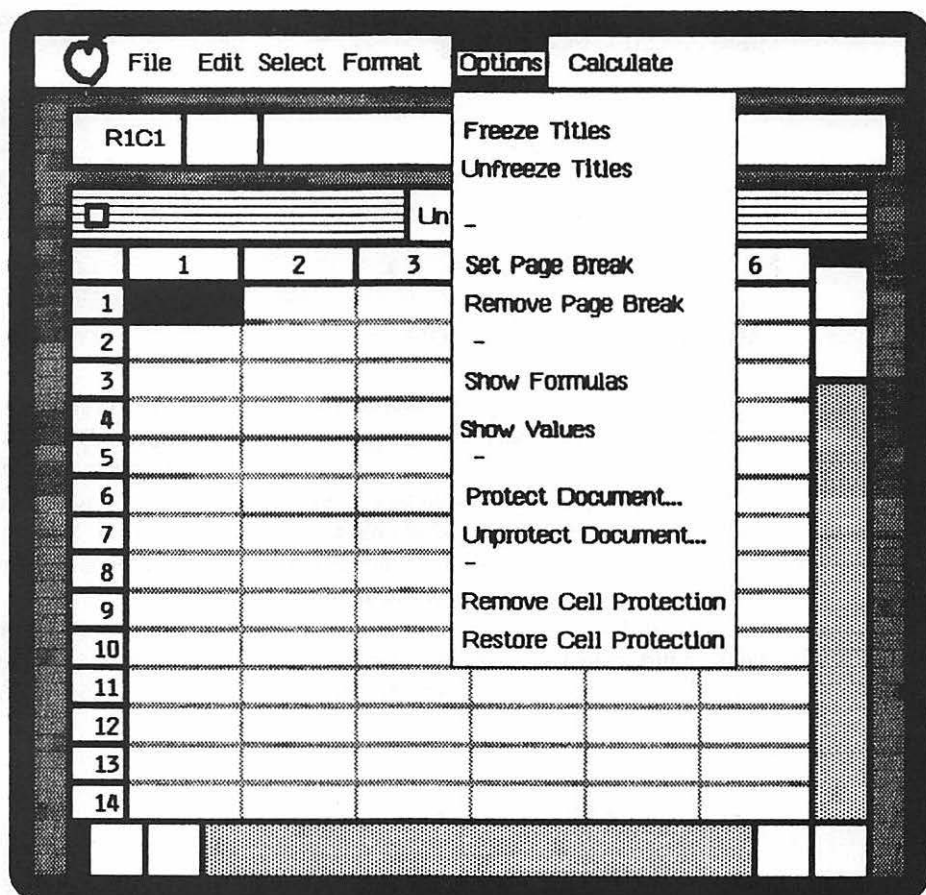 File Edit Select Format Options Calculate
R1C1
Freeze Titles
Unfreeze Titles
-
Un
Set Page Break
Remove Page Break
-
Show Formulas
Show Values
-
Protect Document...
Unprotect Document...
-
Remove Cell Protection
Restore Cell Protection
1 2 3 6
1
2
3
4
5
6
7
8
9
10
11
12
13
14